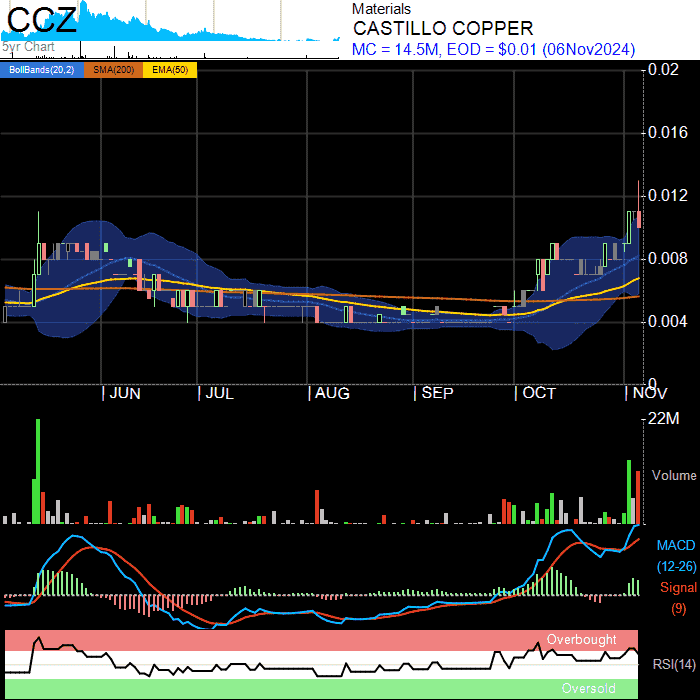 CCZ
5yr Chart
Materials
CASTILLO COPPER
MC = 14.5M, EOD = $0.01 (06Nov2024)
BollBands(20,2) SMA(200) EMA(50)
0.02
0.016
0.012
0.008
0.004
0
JUN JUL AUG SEP OCT NOV
22M
Volume
MACD
(12-26)
Signal
(9)
Overbought
RSI(14)
Oversold